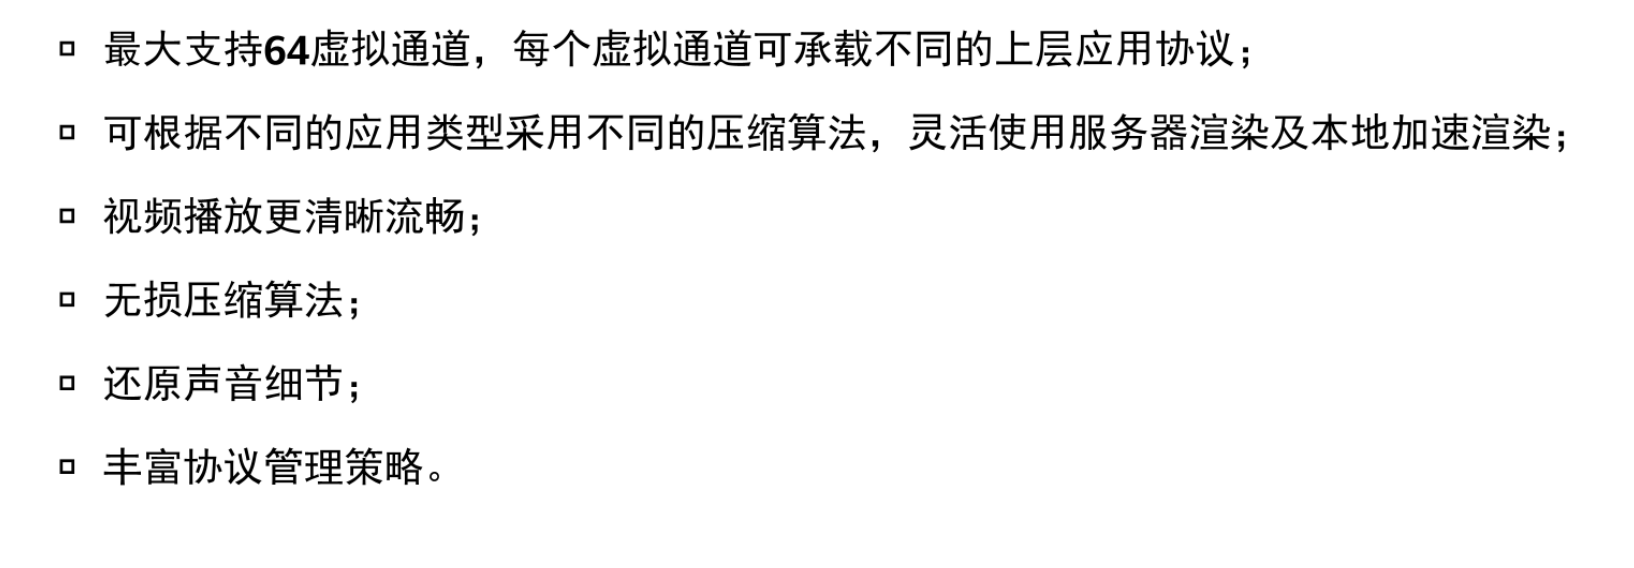 最大支持64虚拟通道，每个虚拟通道可承载不同的上层应用协议；
可根据不同的应用类型采用不同的压缩算法，灵活使用服务器渲染及本地加速渲染；
视频播放更清晰流畅；
无损压缩算法；
还原声音细节；
丰富协议管理策略。